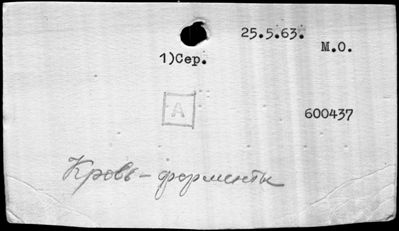 25.5.63.
М.О.
1)Сер.
А
600437
Кровь – ферменты